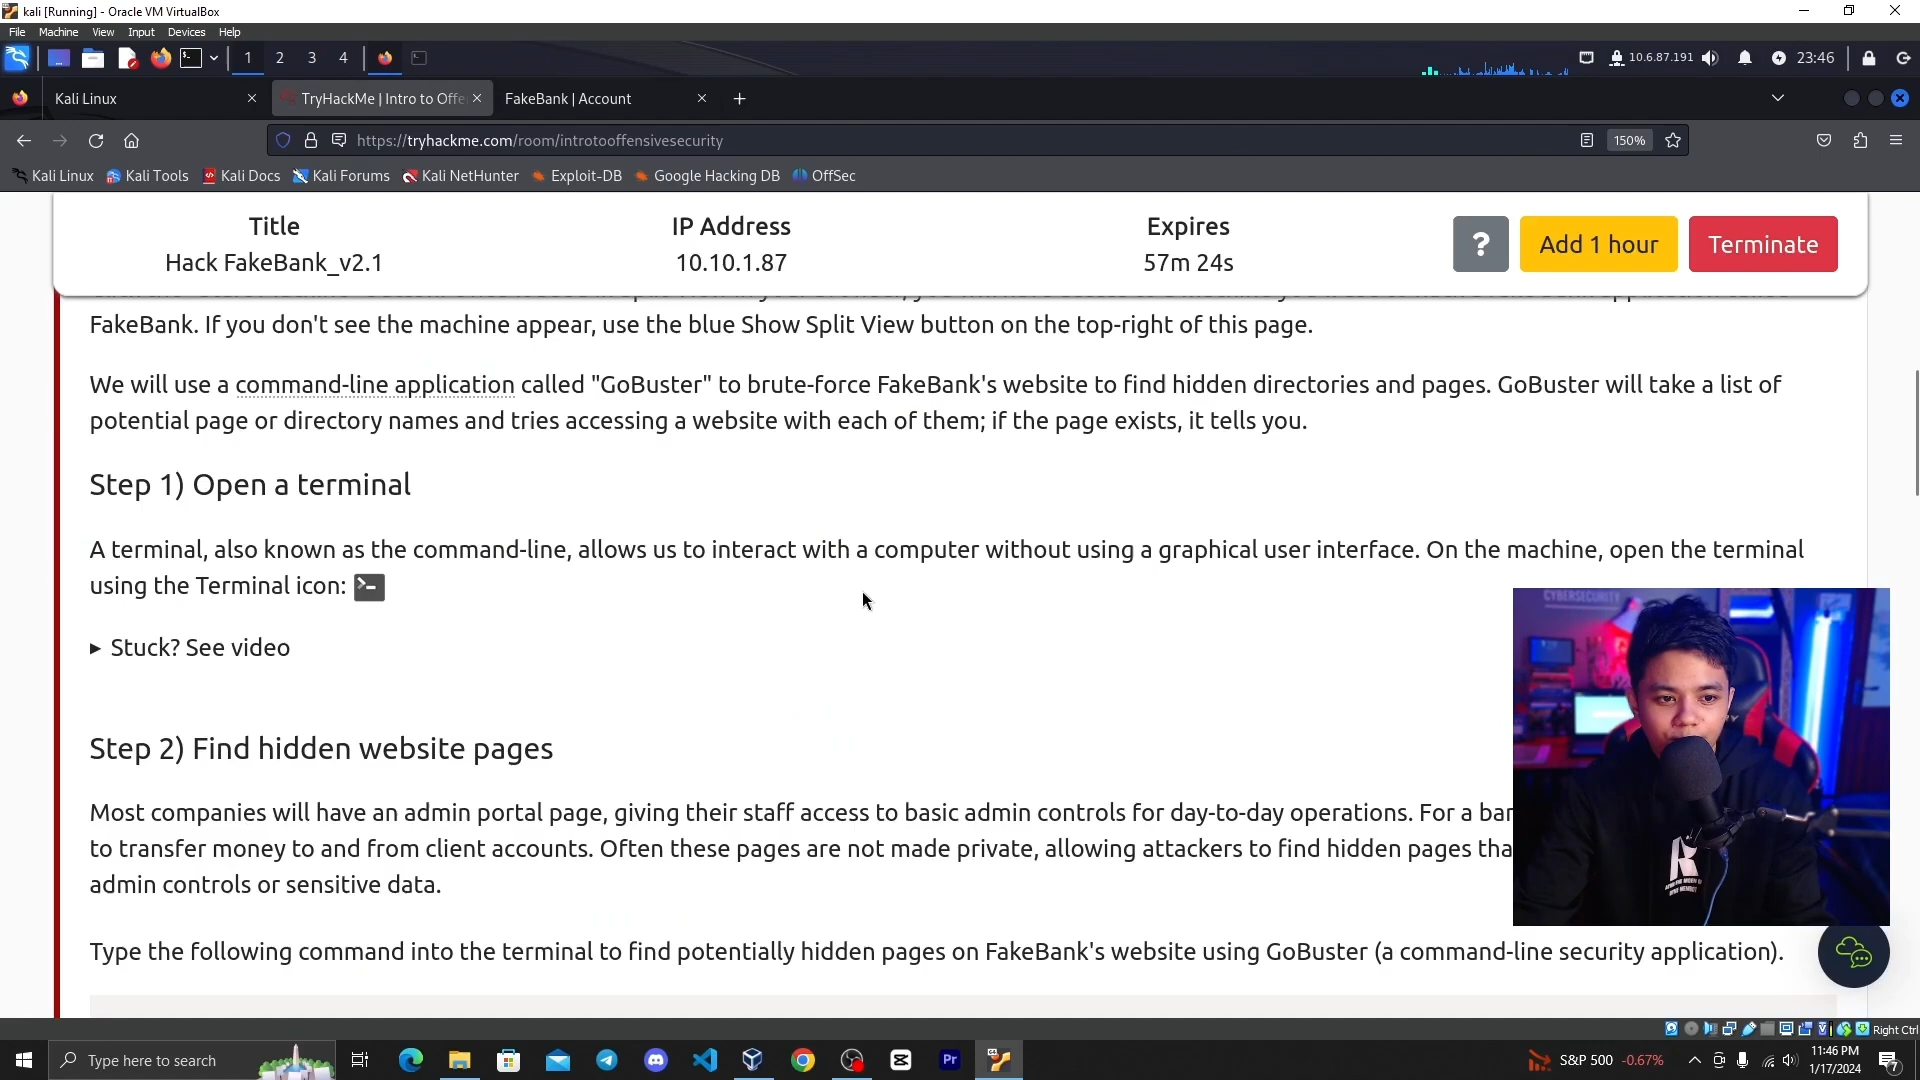 kali [Running] - Oracle VM VirtualBox
File Machine View Input Devices Help
1 2 3 4 10.6.87.191 23:46
Kali Linux TryHackMe | Intro to Offe FakeBank | Account
https://tryhackme.com/room/introtooffensivesecurity 150%
Kali Linux Kali Tools Kali Docs Kali Forums Kali NetHunter Exploit-DB Google Hacking DB OffSec
Title IP Address Expires
Hack FakeBank_v2.1 10.10.1.87 57m 24s
? Add 1 hour Terminate
FakeBank. If you don't see the machine appear, use the blue Show Split View button on the top-right of this page.
We will use a command-line application called "GoBuster" to brute-force FakeBank's website to find hidden directories and pages. GoBuster will take a list of
potential page or directory names and tries accessing a website with each of them; if the page exists, it tells you.
Step 1) Open a terminal
A terminal, also known as the command-line, allows us to interact with a computer without using a graphical user interface. On the machine, open the terminal
using the Terminal icon:
▸ Stuck? See video
Step 2) Find hidden website pages
Most companies will have an admin portal page, giving their staff access to basic admin controls for day-to-day operations. For a
to transfer money to and from client accounts. Often these pages are not made private, allowing attackers to find hidden pages
admin controls or sensitive data.
Type the following command into the terminal to find potentially hidden pages on FakeBank's website using GoBuster (a command-line security application).
CYBERSECURITY
Right Ctrl
Type here to search
S&P 500 -0.67%
11:46 PM
1/17/2024
7